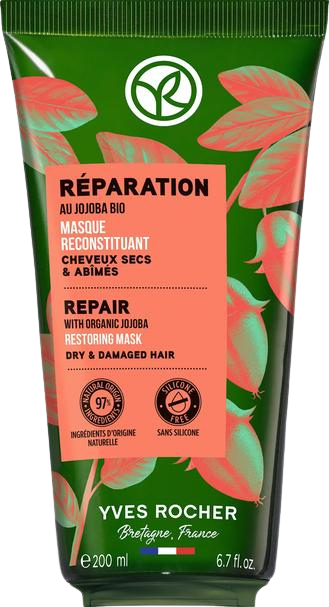 RÉPARATION
AU JOJOBA BIO
MASQUE
RECONSTITUANT
CHEVEUX SECS
& ABÎMÉS
REPAIR
WITH ORGANIC JOJOBA
RESTORING MASK
DRY & DAMAGED HAIR
NATURAL ORIGIN
97%
INGREDIENTS
SILICONE
FREE
INGRÉDIENTS D'ORIGINE
NATURELLE
SANS SILICONE
YVES ROCHER
Bretagne, France
e 200 ml 6.7 fl.oz.